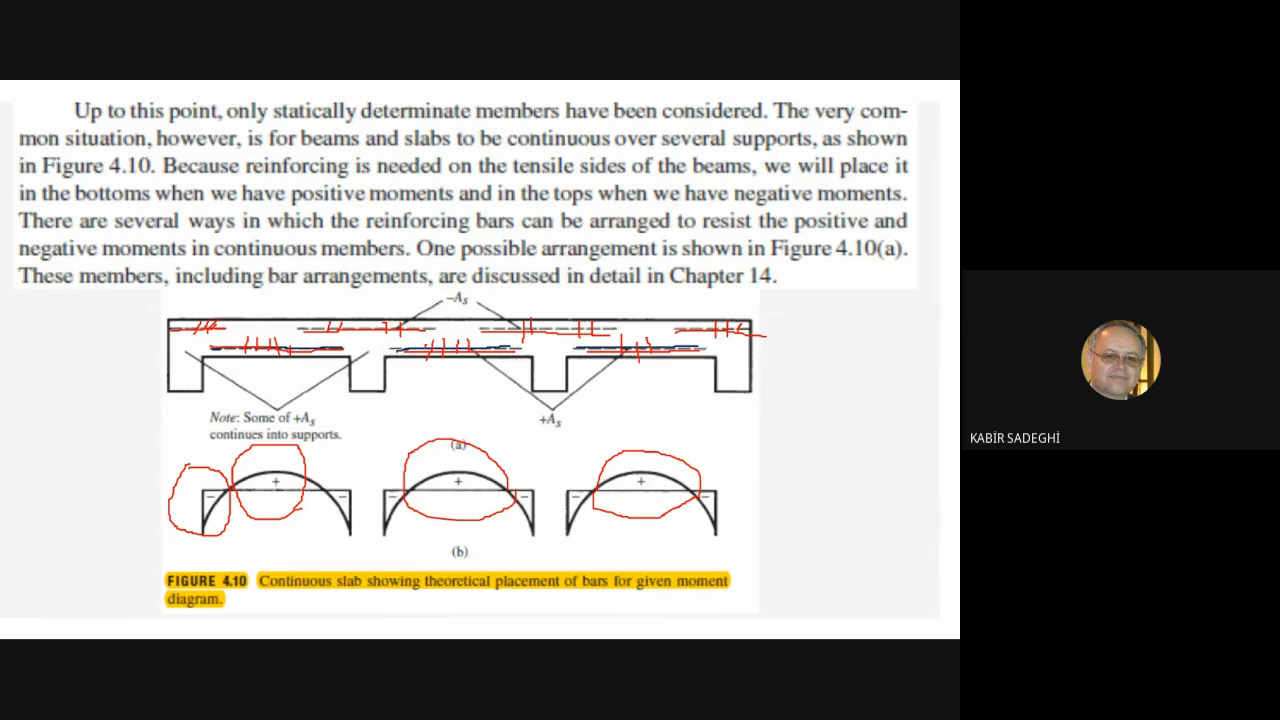 Up to this point, only statically determinate members have been considered. The very com-
mon situation, however, is for beams and slabs to be continuous over several supports, as shown
in Figure 4.10. Because reinforcing is needed on the tensile sides of the beams, we will place it
in the bottoms when we have positive moments and in the tops when we have negative moments.
There are several ways in which the reinforcing bars can be arranged to resist the positive and
negative moments in continuous members. One possible arrangement is shown in Figure 4.10(a).
These members, including bar arrangements, are discussed in detail in Chapter 14.
−As
Note: Some of +As
continues into supports.
+As
(a)
− + − − + − − + −
(b)
FIGURE 4.10 Continuous slab showing theoretical placement of bars for given moment
diagram.
KABİR SADEGHİ